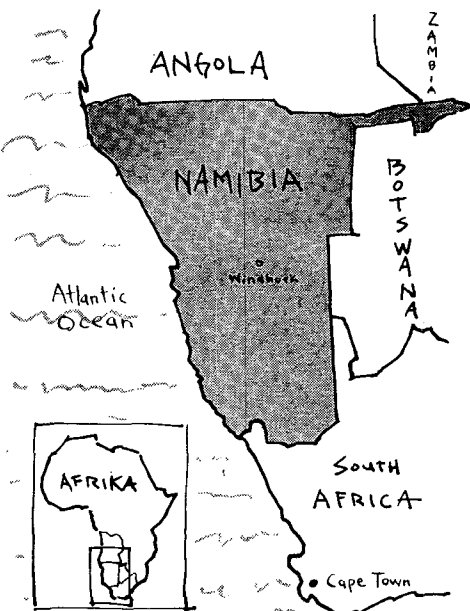 ZAMBIA
ANGOLA
NAMIBIA
BOTSWANA
Windhoek
Atlantic
Ocean
AFRIKA
SOUTH
AFRICA
Cape Town